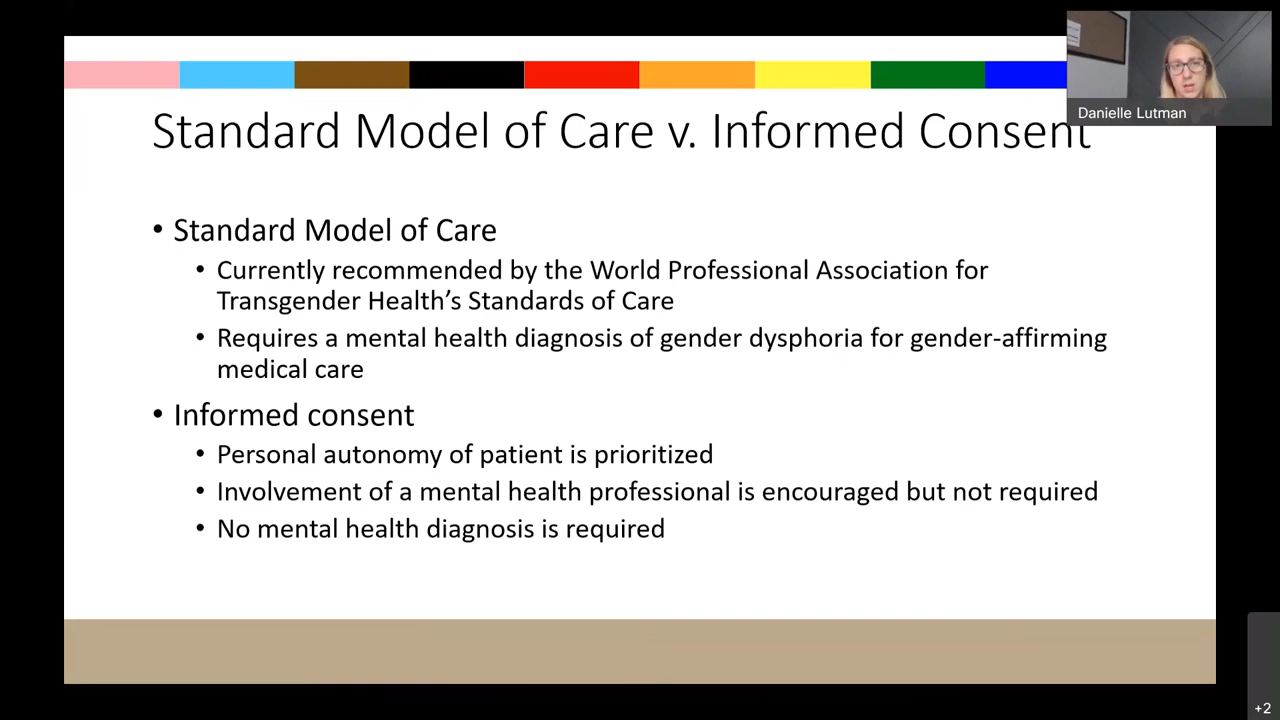 Danielle Lutman
Standard Model of Care v. Informed Consent
• Standard Model of Care
• Currently recommended by the World Professional Association for
Transgender Health’s Standards of Care
• Requires a mental health diagnosis of gender dysphoria for gender-affirming
medical care
• Informed consent
• Personal autonomy of patient is prioritized
• Involvement of a mental health professional is encouraged but not required
• No mental health diagnosis is required
+2